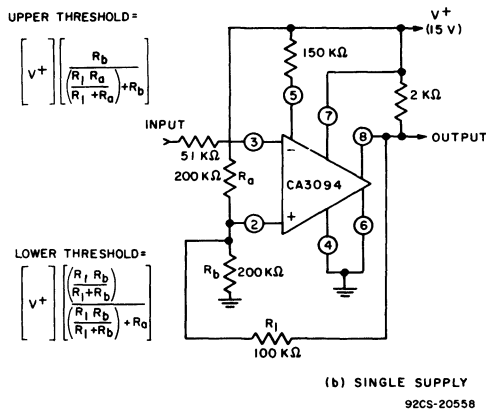 UPPER THRESHOLD=
[V+] [Rb / ((R1 Ra / R1 +Ra)+Rb)]
V+
(15 V)
150 KΩ
5
7
2 KΩ
8
INPUT
3
OUTPUT
51 KΩ
−
200 KΩ Ra
CA3094
2
+
4
6
LOWER THRESHOLD=
[V+] [(R1 Rb / R1+Rb) / ((R1 Rb / R1+Rb) +Ra)]
Rb 200 KΩ
R1
100 KΩ
(b) SINGLE SUPPLY
92CS-20558